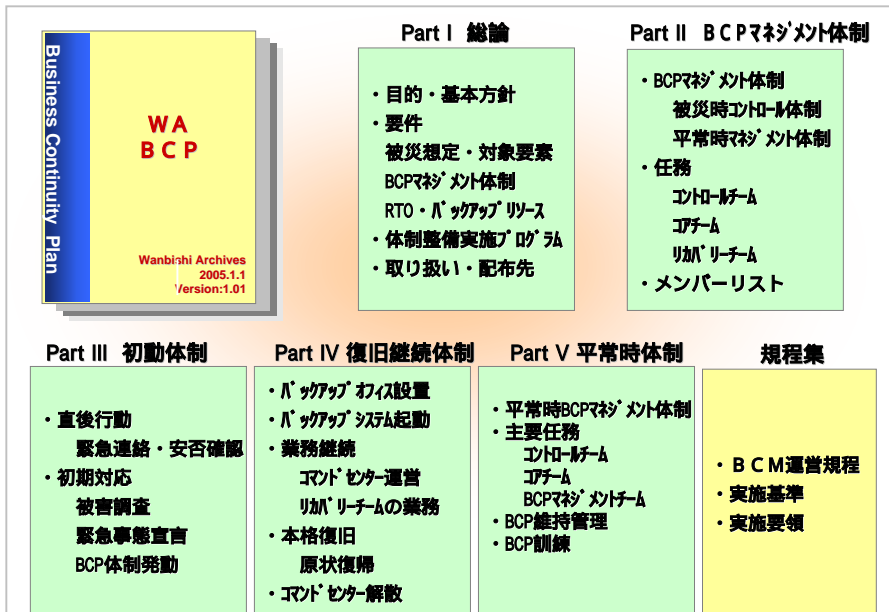 Business Continuity Plan
WA
BCP
Wanbishi Archives
2005.1.1
Version:1.01
Part Ⅰ 総論
・目的・基本方針
・要件
被災想定・対象要素
BCPﾏﾈｼﾞﾒﾝﾄ体制
RTO・ﾊﾞｯｸｱｯﾌﾟﾘｿｰｽ
・体制整備実施ﾌﾟﾛｸﾞﾗﾑ
・取り扱い・配布先
Part Ⅱ ＢＣＰﾏﾈｼﾞﾒﾝﾄ体制
・BCPﾏﾈｼﾞﾒﾝﾄ体制
被災時ｺﾝﾄﾛｰﾙ体制
平常時ﾏﾈｼﾞﾒﾝﾄ体制
・任務
ｺﾝﾄﾛｰﾙﾁｰﾑ
ｺｱﾁｰﾑ
ﾘｶﾊﾞﾘｰﾁｰﾑ
・メンバーリスト
Part Ⅲ 初動体制
・直後行動
緊急連絡・安否確認
・初期対応
被害調査
緊急事態宣言
BCP体制発動
Part Ⅳ 復旧継続体制
・ﾊﾞｯｸｱｯﾌﾟｵﾌｨｽ設置
・ﾊﾞｯｸｱｯﾌﾟｼｽﾃﾑ起動
・業務継続
ｺﾏﾝﾄﾞｾﾝﾀｰ運営
ﾘｶﾊﾞﾘｰﾁｰﾑの業務
・本格復旧
原状復帰
・ｺﾏﾝﾄﾞｾﾝﾀｰ解散
Part Ⅴ 平常時体制
・平常時BCPﾏﾈｼﾞﾒﾝﾄ体制
・主要任務
ｺﾝﾄﾛｰﾙﾁｰﾑ
ｺｱﾁｰﾑ
BCPﾏﾈｼﾞﾒﾝﾄﾁｰﾑ
・BCP維持管理
・BCP訓練
規程集
・ＢＣＭ運営規程
・実施基準
・実施要領